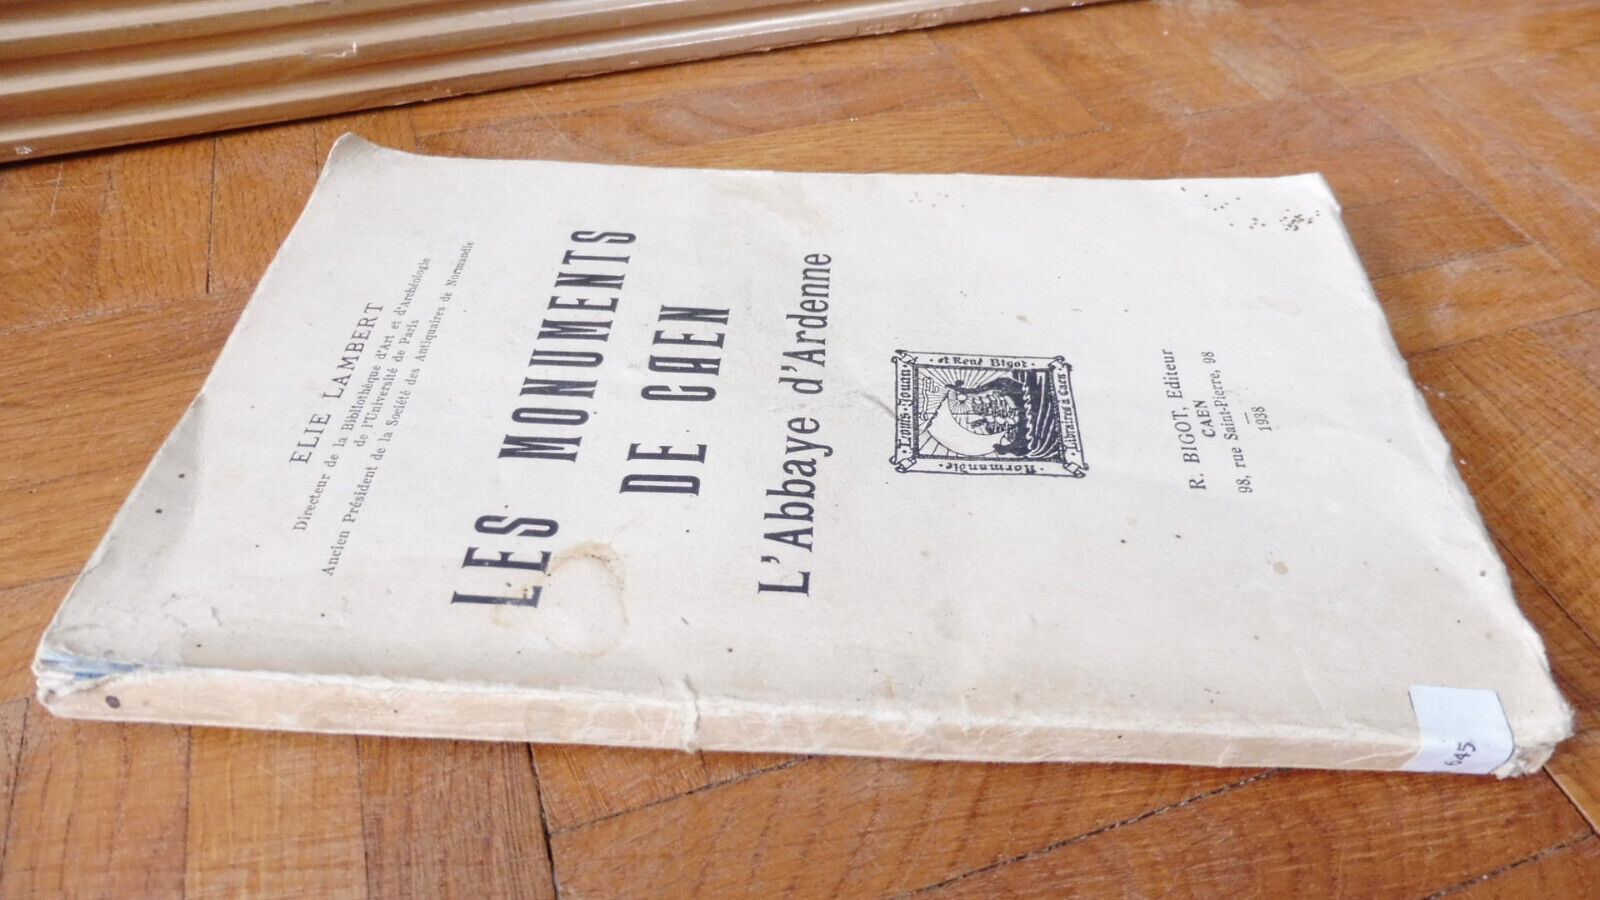 ELIE LAMBERT
Directeur de la Bibliothèque d'Art et d'Archéologie
de l'Université de Paris
Ancien Président de la Société des Antiquaires de Normandie
LES MONUMENTS
DE CAEN
L'Abbaye d'Ardenne
Louis Jouan
et René Bigot
Libraires à Caen
Normandie
R. BIGOT, Editeur
CAEN
98, rue Saint-Pierre, 98
1938
645